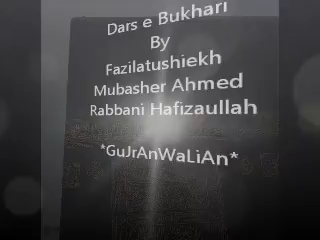 Dars e Bukhari
By
Fazilatushiekh
Mubasher Ahmed
Rabbani Hafizaullah
*GuJrAnWaLiAn*